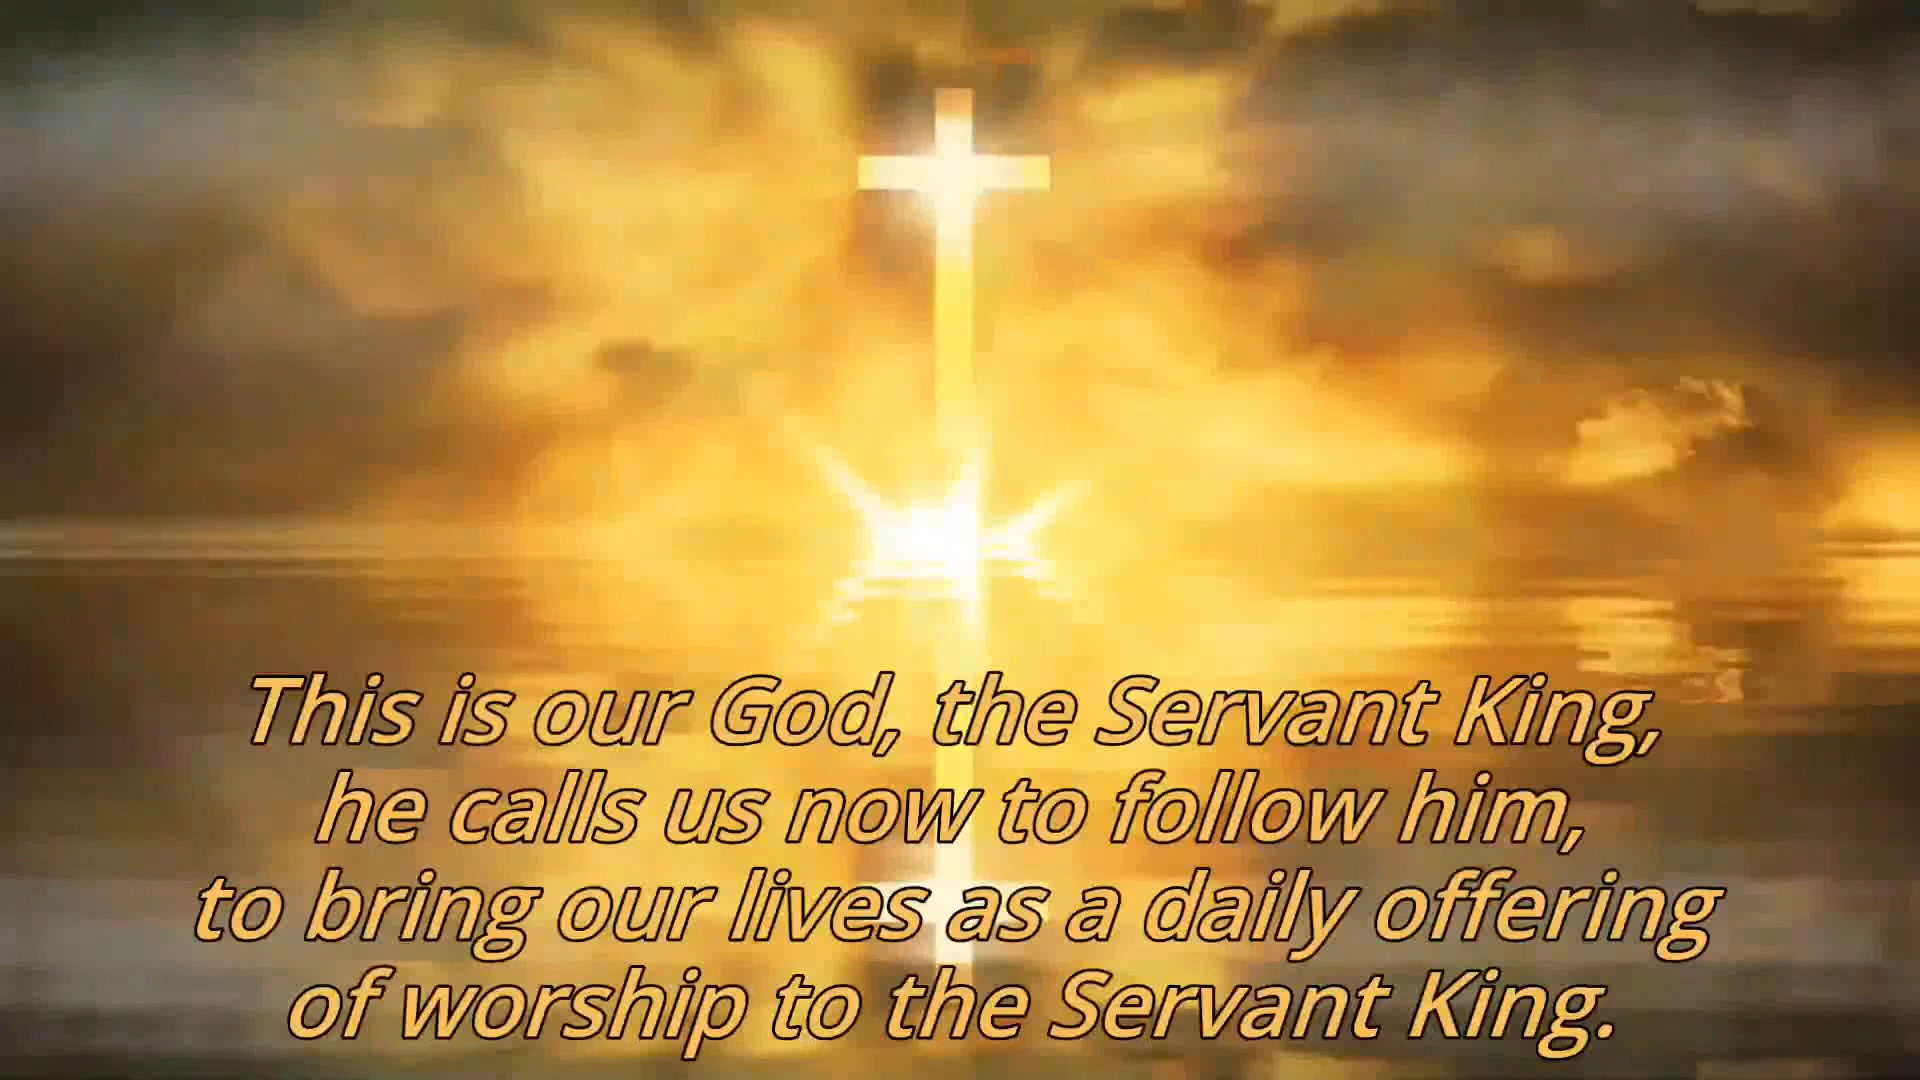 This is our God, the Servant King,
he calls us now to follow him,
to bring our lives as a daily offering
of worship to the Servant King.